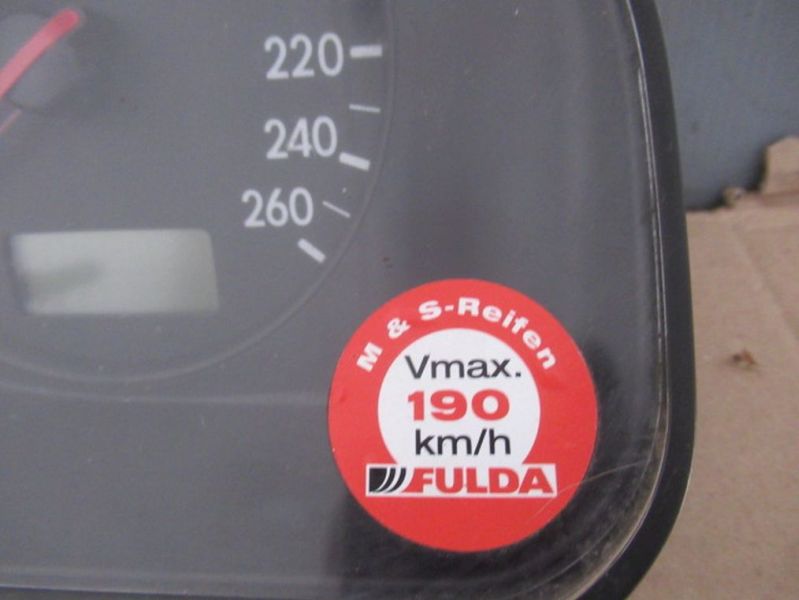 220
240
260
M & S-Reifen
Vmax.
190
km/h
FULDA